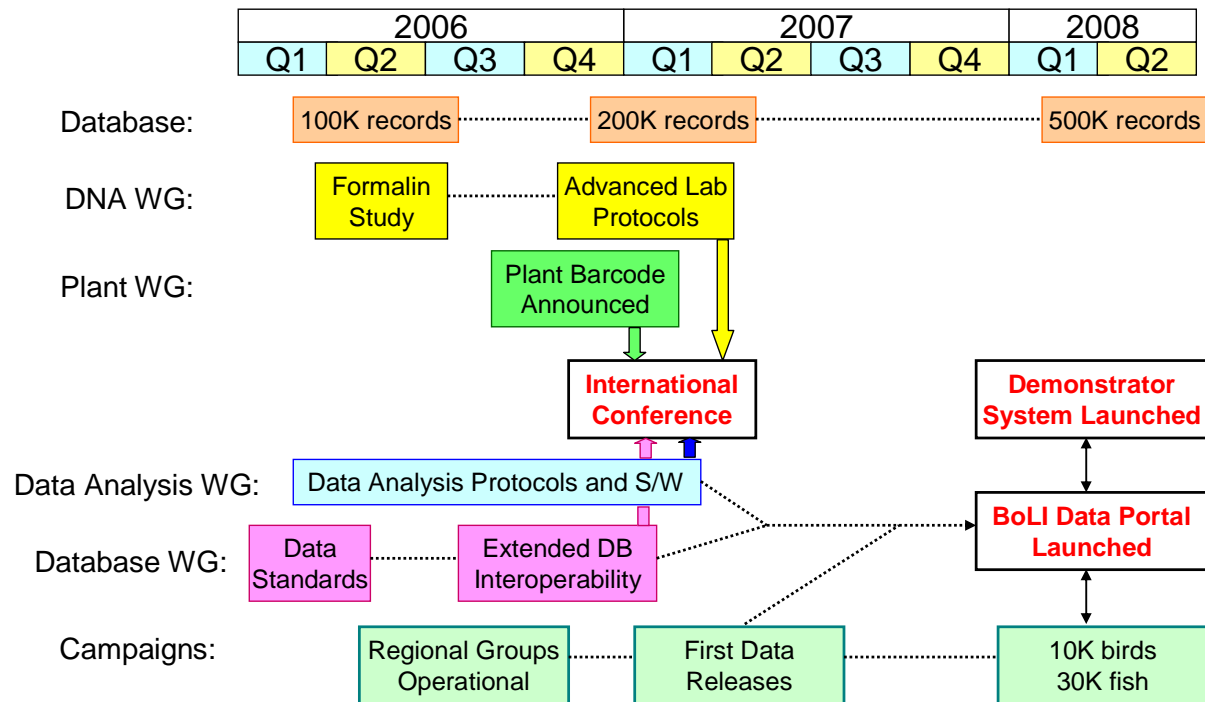 2006 2007 2008
Q1 Q2 Q3 Q4 Q1 Q2 Q3 Q4 Q1 Q2
Database: 100K records 200K records 500K records
DNA WG:
Formalin
Study
Advanced Lab
Protocols
Plant WG:
Plant Barcode
Announced
International
Conference
Demonstrator
System Launched
Data Analysis WG: Data Analysis Protocols and S/W
BoLI Data Portal
Launched
Database WG:
Data
Standards
Extended DB
Interoperability
Campaigns:
Regional Groups
Operational
First Data
Releases
10K birds
30K fish